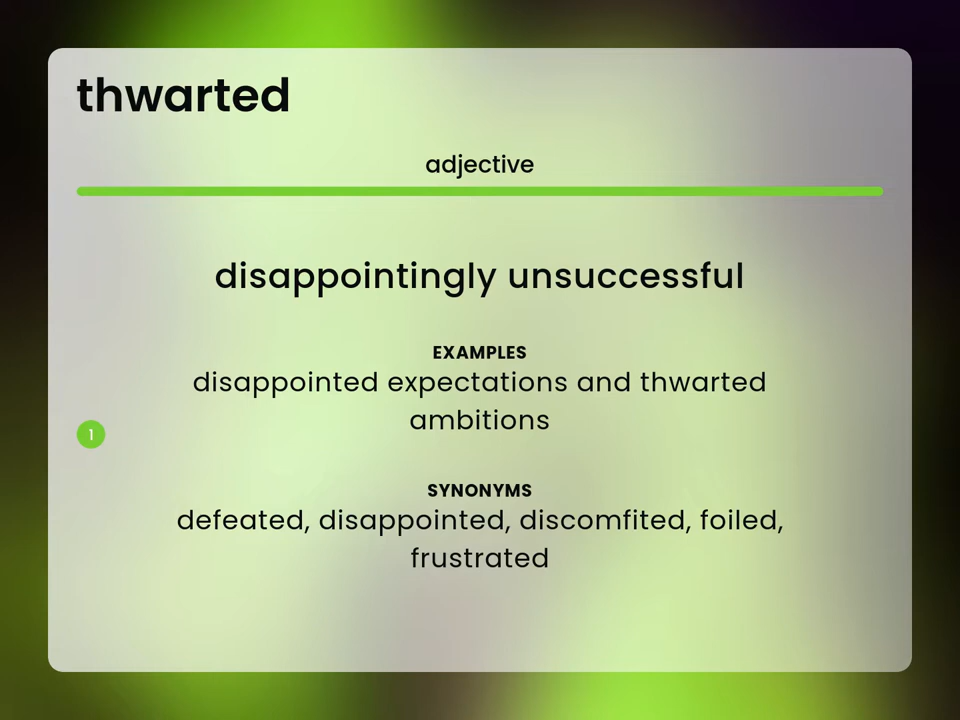 thwarted
adjective
disappointingly unsuccessful
EXAMPLES
disappointed expectations and thwarted
ambitions
1
SYNONYMS
defeated, disappointed, discomfited, foiled,
frustrated